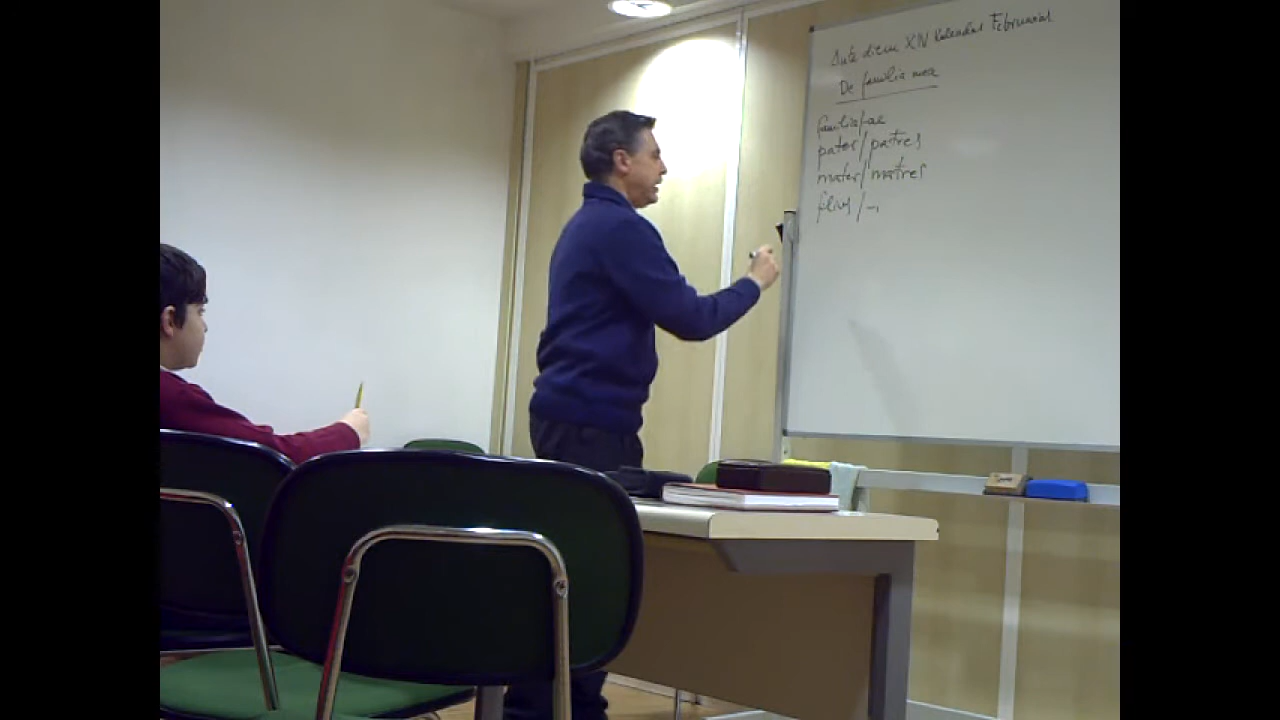 Ante diem XIV Kalendas Februarias
De familia mea
familia/-ae
pater/patres
mater/matres
filius/-i